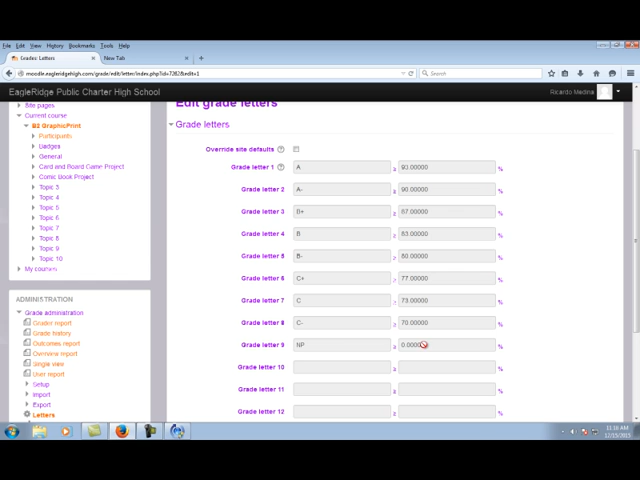 File Edit View History Bookmarks Tools Help
Grades: Letters × New Tab × +
moodle.eagleridgehigh.com/grade/edit/letter/index.php?id=7282&edit=1 Search
EagleRidge Public Charter High School Ricardo Medina
Edit grade letters
Site pages
Current course
B3 GraphicPrint
Participants
Badges
General
Card and Board Game Project
Comic Book Project
Topic 3
Topic 4
Topic 5
Topic 6
Topic 7
Topic 8
Topic 9
Topic 10
My courses
ADMINISTRATION
Grade administration
Grader report
Grade history
Outcomes report
Overview report
Single view
User report
Setup
Import
Export
Letters
Grade letters
Override site defaults
Grade letter 1 A ≥ 93.00000 %
Grade letter 2 A- ≥ 90.00000 %
Grade letter 3 B+ ≥ 87.00000 %
Grade letter 4 B ≥ 83.00000 %
Grade letter 5 B- ≥ 80.00000 %
Grade letter 6 C+ ≥ 77.00000 %
Grade letter 7 C ≥ 73.00000 %
Grade letter 8 C- ≥ 70.00000 %
Grade letter 9 NP ≥ 0.00000 %
Grade letter 10 ≥ %
Grade letter 11 ≥ %
Grade letter 12 ≥ %
11:16 AM
12/15/2015